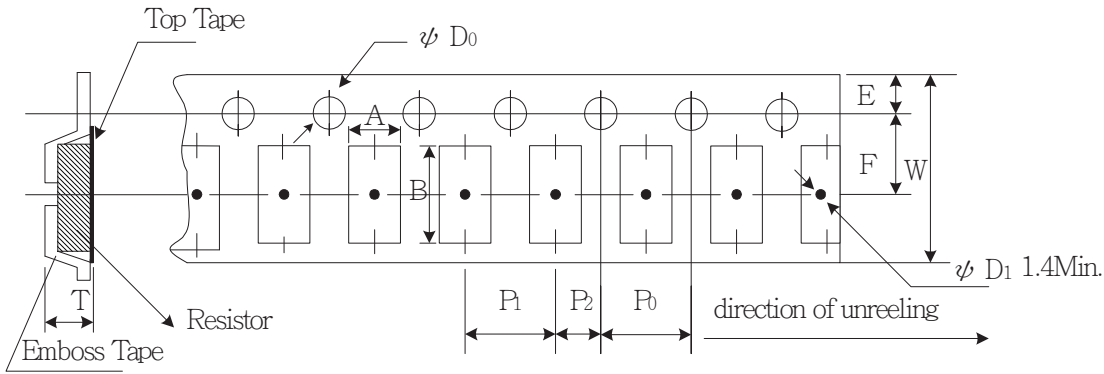 Top Tape
ψ D0
A
E
F
W
B
ψ D1 1.4Min.
P1
P2
P0
direction of unreeling
T
Resistor
Emboss Tape